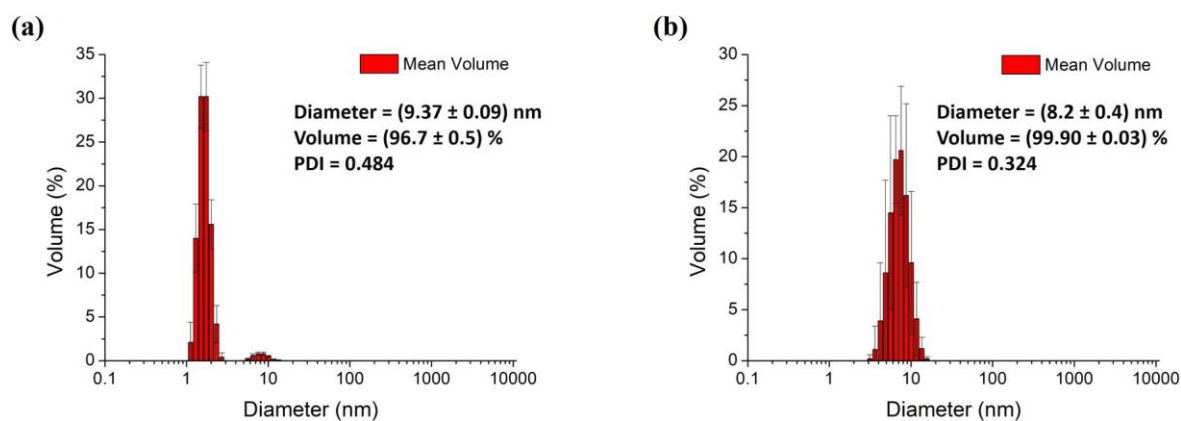 (a)
35
30
25
20
15
10
5
0
Volume (%)
Mean Volume
Diameter = (9.37 ± 0.09) nm
Volume = (96.7 ± 0.5) %
PDI = 0.484
0.1 1 10 100 1000 10000
Diameter (nm)
(b)
30
25
20
15
10
5
0
Volume (%)
Mean Volume
Diameter = (8.2 ± 0.4) nm
Volume = (99.90 ± 0.03) %
PDI = 0.324
0.1 1 10 100 1000 10000
Diameter (nm)